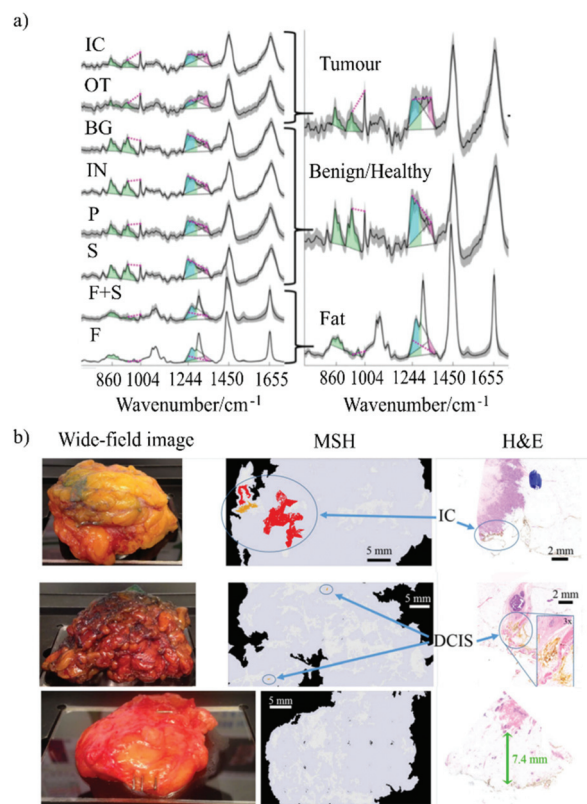 a)
IC
OT
BG
IN
P
S
F+S
F
Tumour
Benign/Healthy
Fat
860 1004 1244 1450 1655
860 1004 1244 1450 1655
Wavenumber/cm-1
Wavenumber/cm-1
b)
Wide-field image
MSH
H&E
IC
5 mm
2 mm
5 mm
2 mm
3x
DCIS
5 mm
7.4 mm